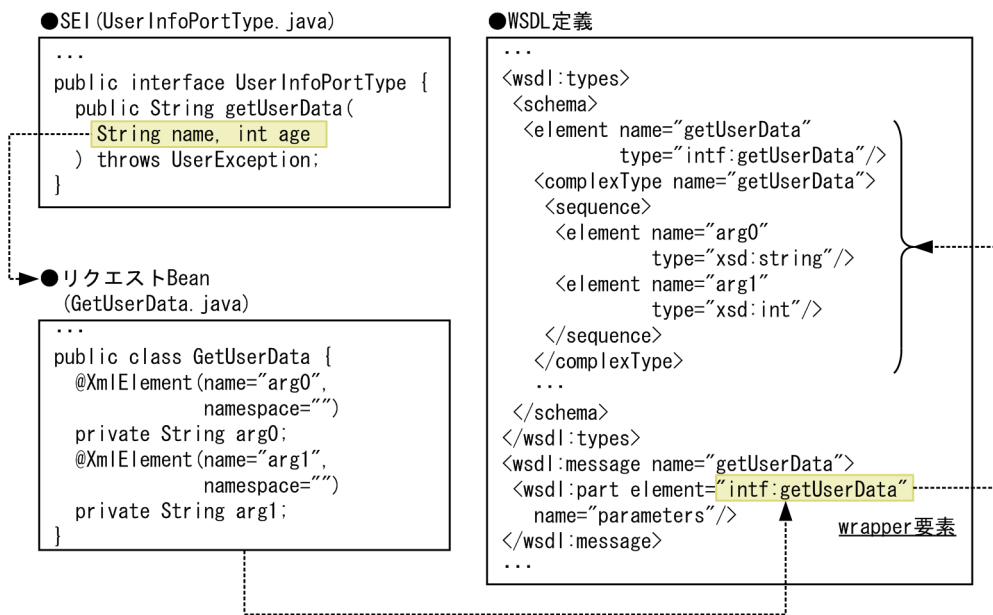 ●SEI(UserInfoPortType.java)
...
public interface UserInfoPortType {
public String getUserData(
String name, int age
) throws UserException;
}
●リクエストBean
(GetUserData.java)
...
public class GetUserData {
@XmlElement(name="arg0",
namespace="")
private String arg0;
@XmlElement(name="arg1",
namespace="")
private String arg1;
}
●WSDL定義
...
<wsdl:types>
<schema>
<element name="getUserData"
type="intf:getUserData"/>
<complexType name="getUserData">
<sequence>
<element name="arg0"
type="xsd:string"/>
<element name="arg1"
type="xsd:int"/>
</sequence>
</complexType>
...
</schema>
</wsdl:types>
<wsdl:message name="getUserData">
<wsdl:part element="intf:getUserData"
name="parameters"/>
wrapper要素
</wsdl:message>
...